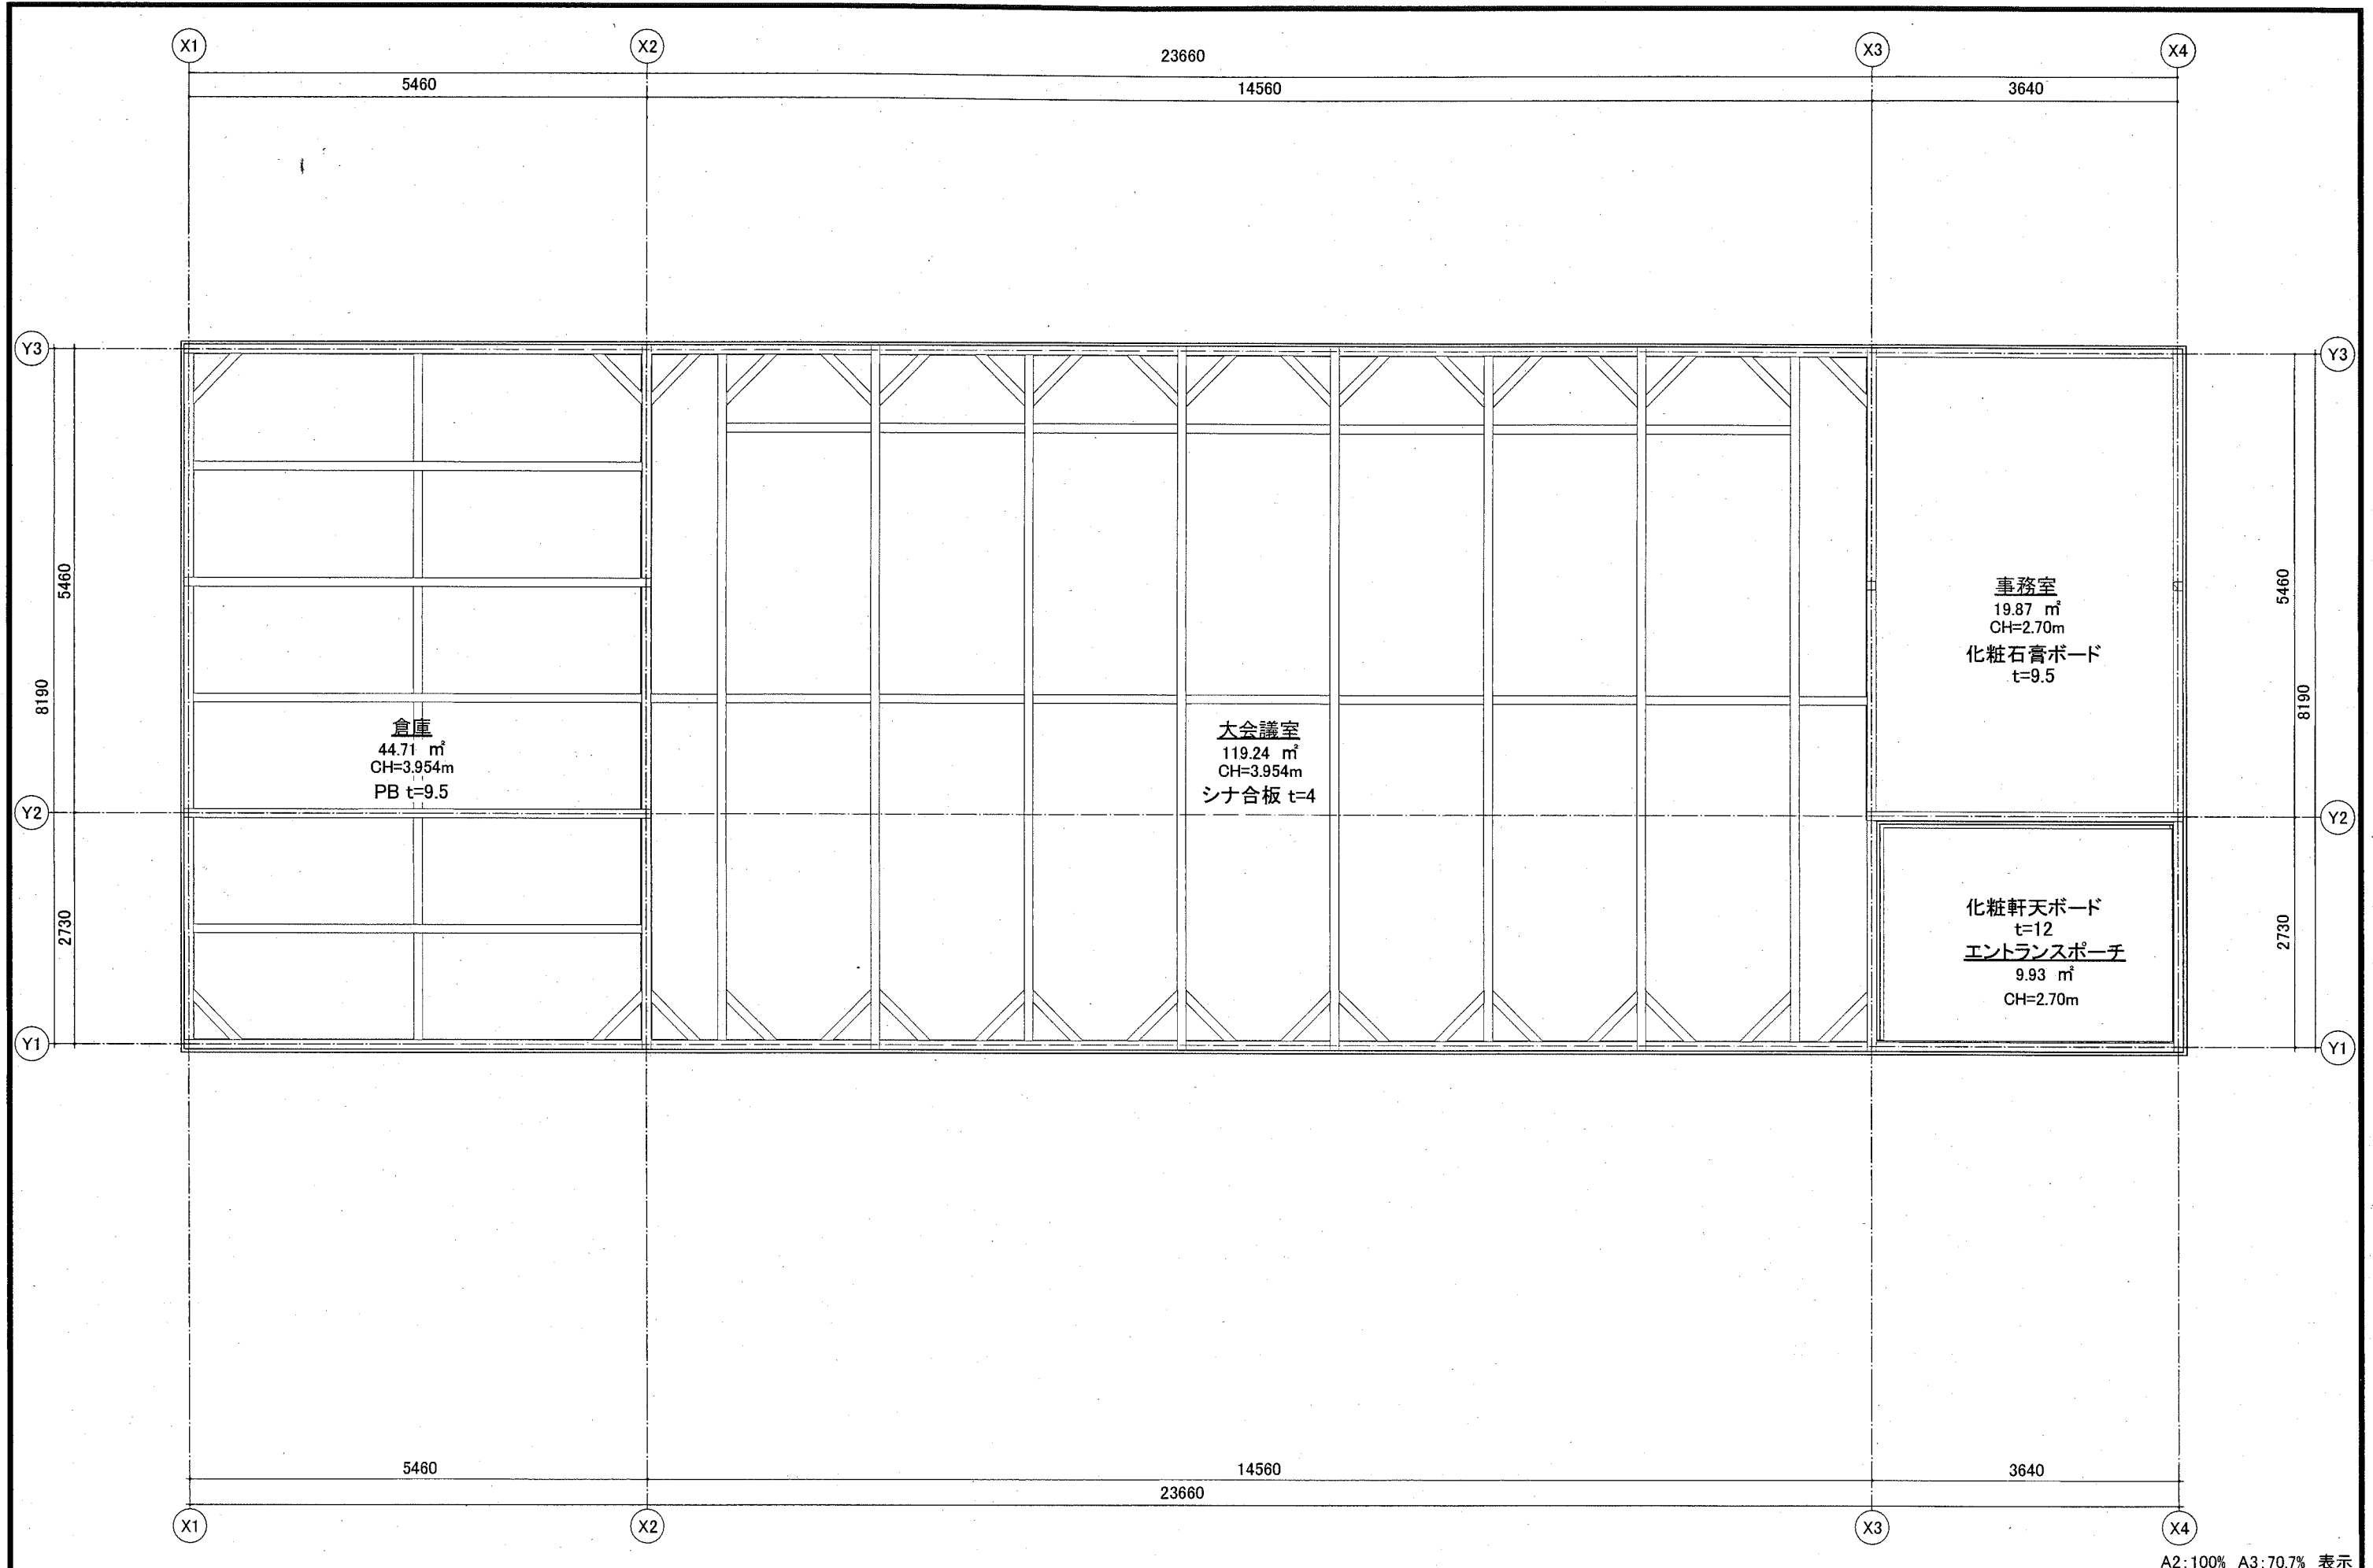 X1
X2
X3
X4
23660
5460
14560
3640
Y3
Y3
5460
8190
2730
倉庫
44.71 ㎡
CH=3.954m
PB t=9.5
大会議室
119.24 ㎡
CH=3.954m
シナ合板 t=4
事務室
19.87 ㎡
CH=2.70m
化粧石膏ボード
t=9.5
5460
8190
2730
Y2
Y2
化粧軒天ボード
t=12
エントランスポーチ
9.93 ㎡
CH=2.70m
Y1
Y1
5460
14560
3640
23660
X1
X2
X3
X4
A2:100% A3:70.7% 表示